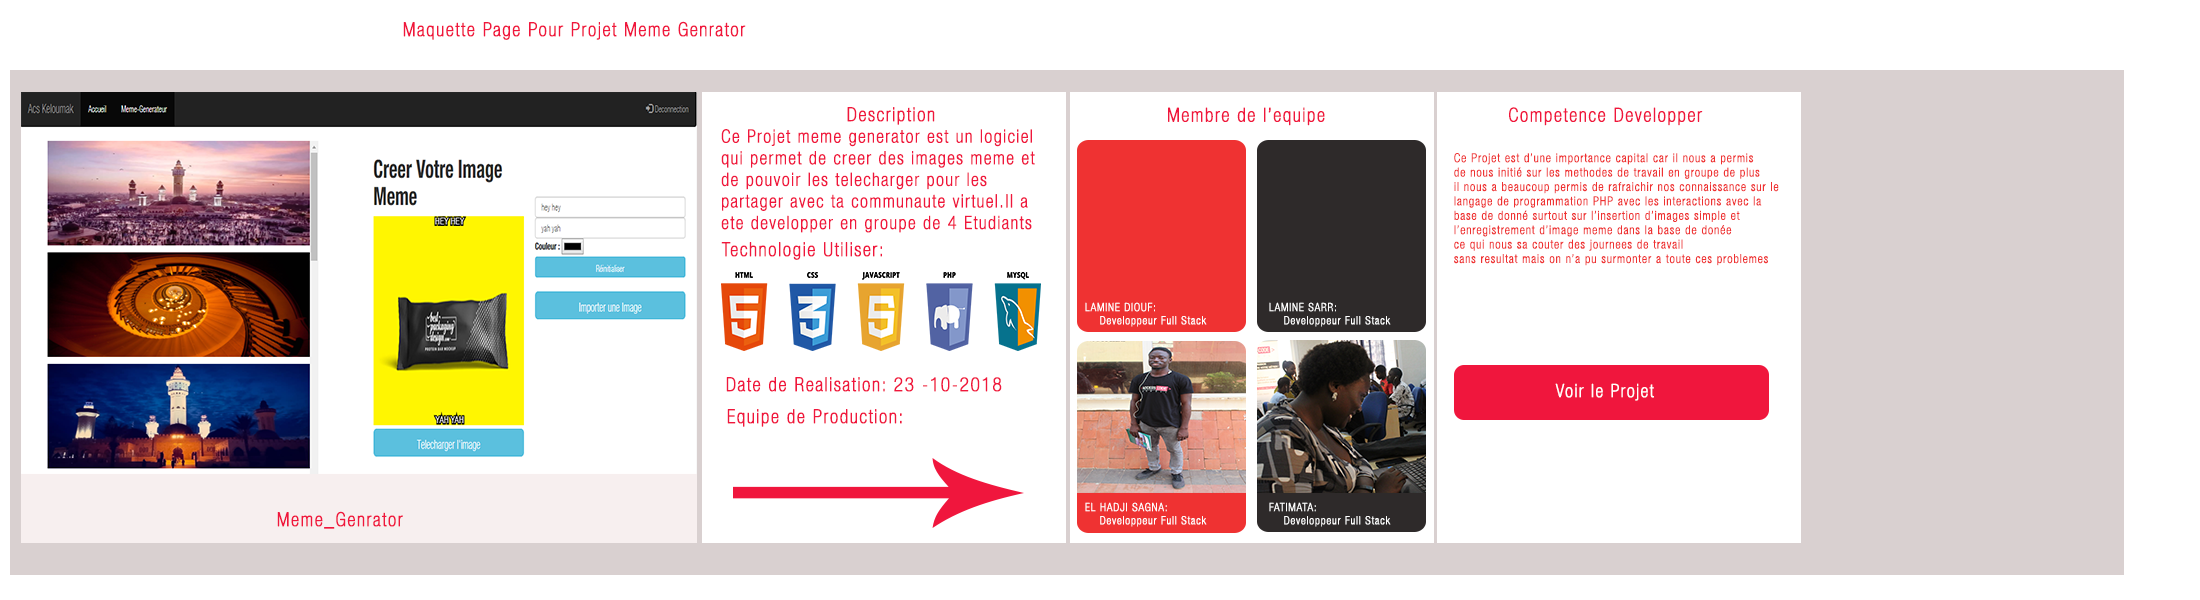 Maquette Page Pour Projet Meme Genrator
Acs Keloumak
Accueil
Meme-Generateur
Deconnection
Creer Votre Image
Meme
HEY HEY
best
packaging
design.com
PROTEIN BAR MOCKUP
YAH YAH
Telecharger l'image
hey hey
yah yah
Couleur :
Réinitialiser
Importer une Image
Meme_Genrator
Description
Ce Projet meme generator est un logiciel
qui permet de creer des images meme et
de pouvoir les telecharger pour les
partager avec ta communaute virtuel.Il a
ete developper en groupe de 4 Etudiants
Technologie Utiliser:
HTML
CSS
JAVASCRIPT
PHP
MYSQL
Date de Realisation: 23 -10-2018
Equipe de Production:
Membre de l'equipe
LAMINE DIOUF:
Developpeur Full Stack
LAMINE SARR:
Developpeur Full Stack
EL HADJI SAGNA:
Developpeur Full Stack
FATIMATA:
Developpeur Full Stack
Competence Developper
Ce Projet est d'une importance capital car il nous a permis
de nous initié sur les methodes de travail en groupe de plus
il nous a beaucoup permis de rafraichir nos connaissance sur le
langage de programmation PHP avec les interactions avec la
base de donné surtout sur l'insertion d'images simple et
l'enregistrement d'image meme dans la base de donée
ce qui nous sa couter des journees de travail
sans resultat mais on n'a pu surmonter a toute ces problemes
Voir le Projet